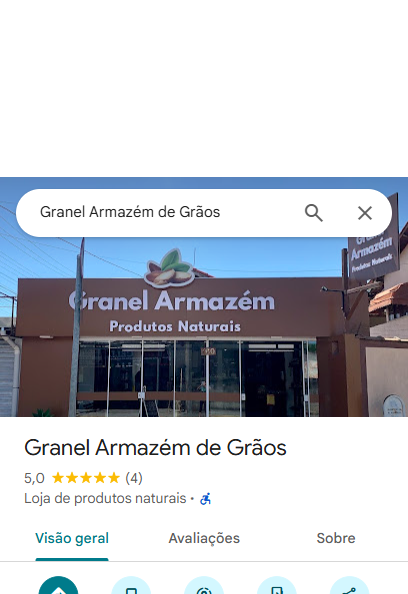 Granel Armazém de Grãos
Granel
Armazém
Produtos Naturais
Granel Armazém
Produtos Naturais
Granel Armazém de Grãos
5,0 (4)
Loja de produtos naturais •
Visão geral
Avaliações
Sobre